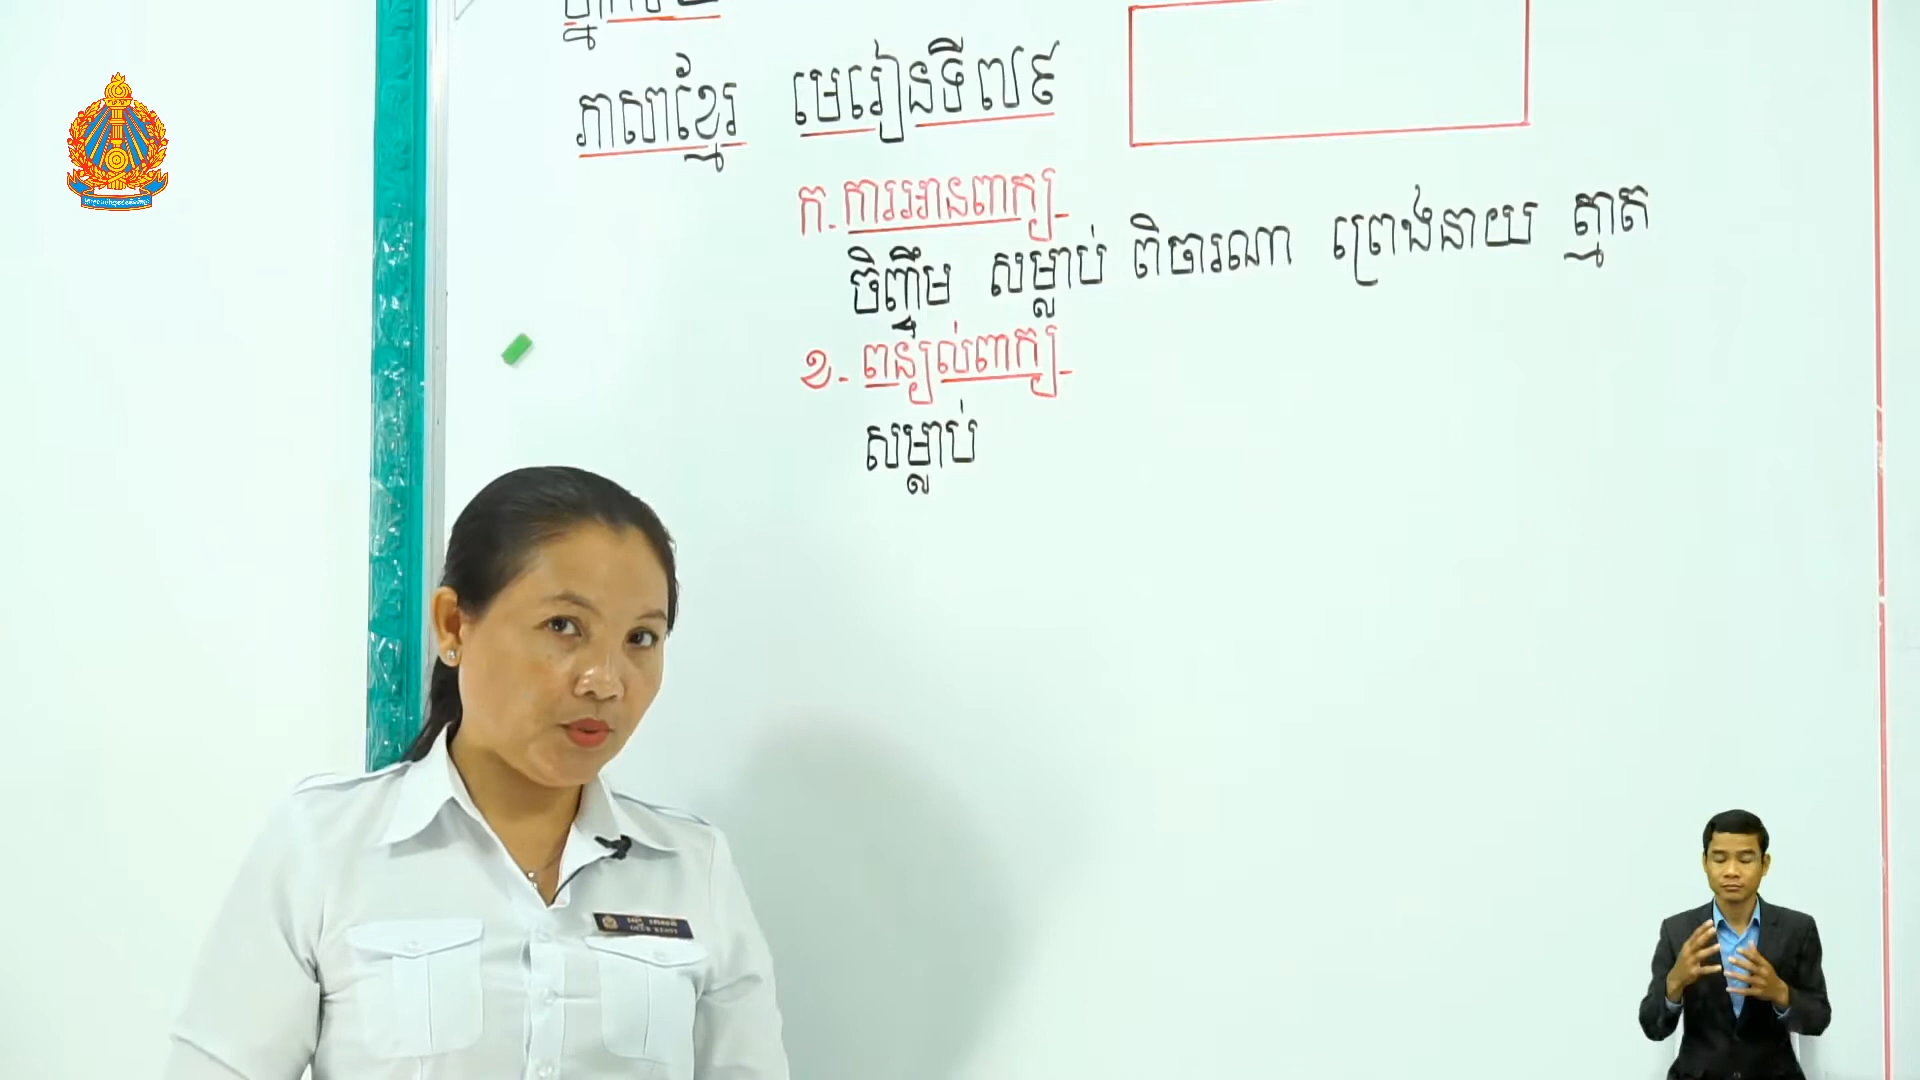 ភាសាខ្មែរ មេរៀនទី៧៩
ក. ការអានពាក្យ
ចិញ្ចឹម សម្លាប់ ពិចារណា ព្រេងនាយ ត្មាត
ខ. ពន្យល់ពាក្យ
សម្លាប់